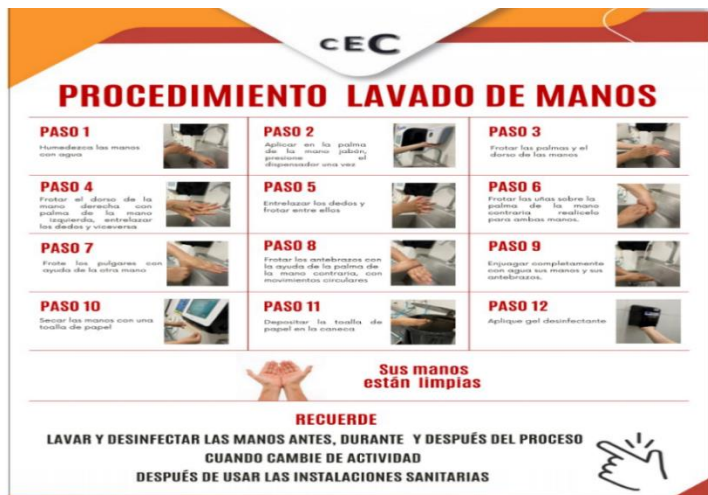 CEC
PROCEDIMIENTO LAVADO DE MANOS
PASO 1
Humedezca las manos
con agua
PASO 2
Aplicar en la palma
de la mano jabón,
presione el
dispensador una vez
PASO 3
Frotar las palmas y el
dorso de las manos
PASO 4
Frotar el dorso de la
mano derecha con
palma de la mano
izquierda, entrelazar
los dedos y viceversa
PASO 5
Entrelazar los dedos y
frotar entre ellos
PASO 6
Frotar las uñas sobre la
palma de la mano
contraria realícelo
para ambas manos.
PASO 7
Frote los pulgares con
ayuda de la otra mano
PASO 8
Frotar los antebrazos con
la ayuda de la palma de
la mano contraria, con
movimientos circulares
PASO 9
Enjuagar completamente
con agua sus manos y sus
antebrazos.
PASO 10
Secar las manos con una
toalla de papel
PASO 11
Depositar la toalla de
papel en la caneca
PASO 12
Aplique gel desinfectante
Sus manos
están limpias
RECUERDE
LAVAR Y DESINFECTAR LAS MANOS ANTES, DURANTE Y DESPUÉS DEL PROCESO
CUANDO CAMBIE DE ACTIVIDAD
DESPUÉS DE USAR LAS INSTALACIONES SANITARIAS